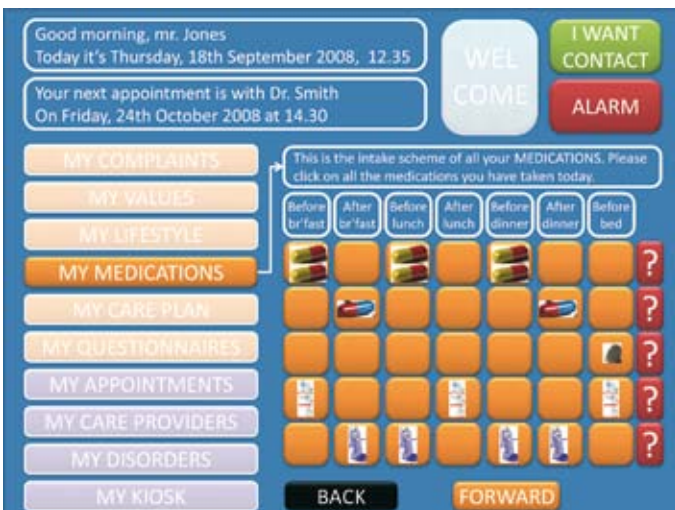 Good morning, mr. Jones
Today it's Thursday, 18th September 2008, 12.35
Your next appointment is with Dr. Smith
On Friday, 24th October 2008 at 14.30
WEL
COME
I WANT
CONTACT
ALARM
MY COMPLAINTS
MY VALUES
MY LIFESTYLE
MY MEDICATIONS
MY CARE PLAN
MY QUESTIONNAIRES
MY APPOINTMENTS
MY CARE PROVIDERS
MY DISORDERS
MY KIOSK
This is the intake scheme of all your MEDICATIONS. Please
click on all the medications you have taken today.
Before br'fast
After br'fast
Before lunch
After lunch
Before dinner
After dinner
Before bed
?
?
?
?
?
BACK
FORWARD